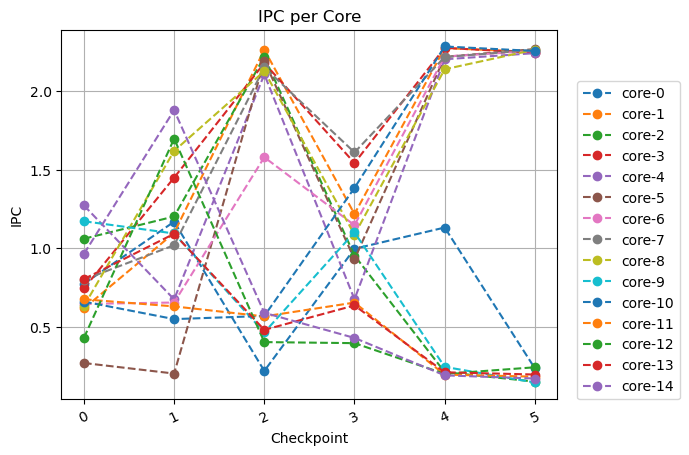 IPC per Core
IPC
2.0
1.5
1.0
0.5
0
1
2
3
4
5
Checkpoint
core-0
core-1
core-2
core-3
core-4
core-5
core-6
core-7
core-8
core-9
core-10
core-11
core-12
core-13
core-14